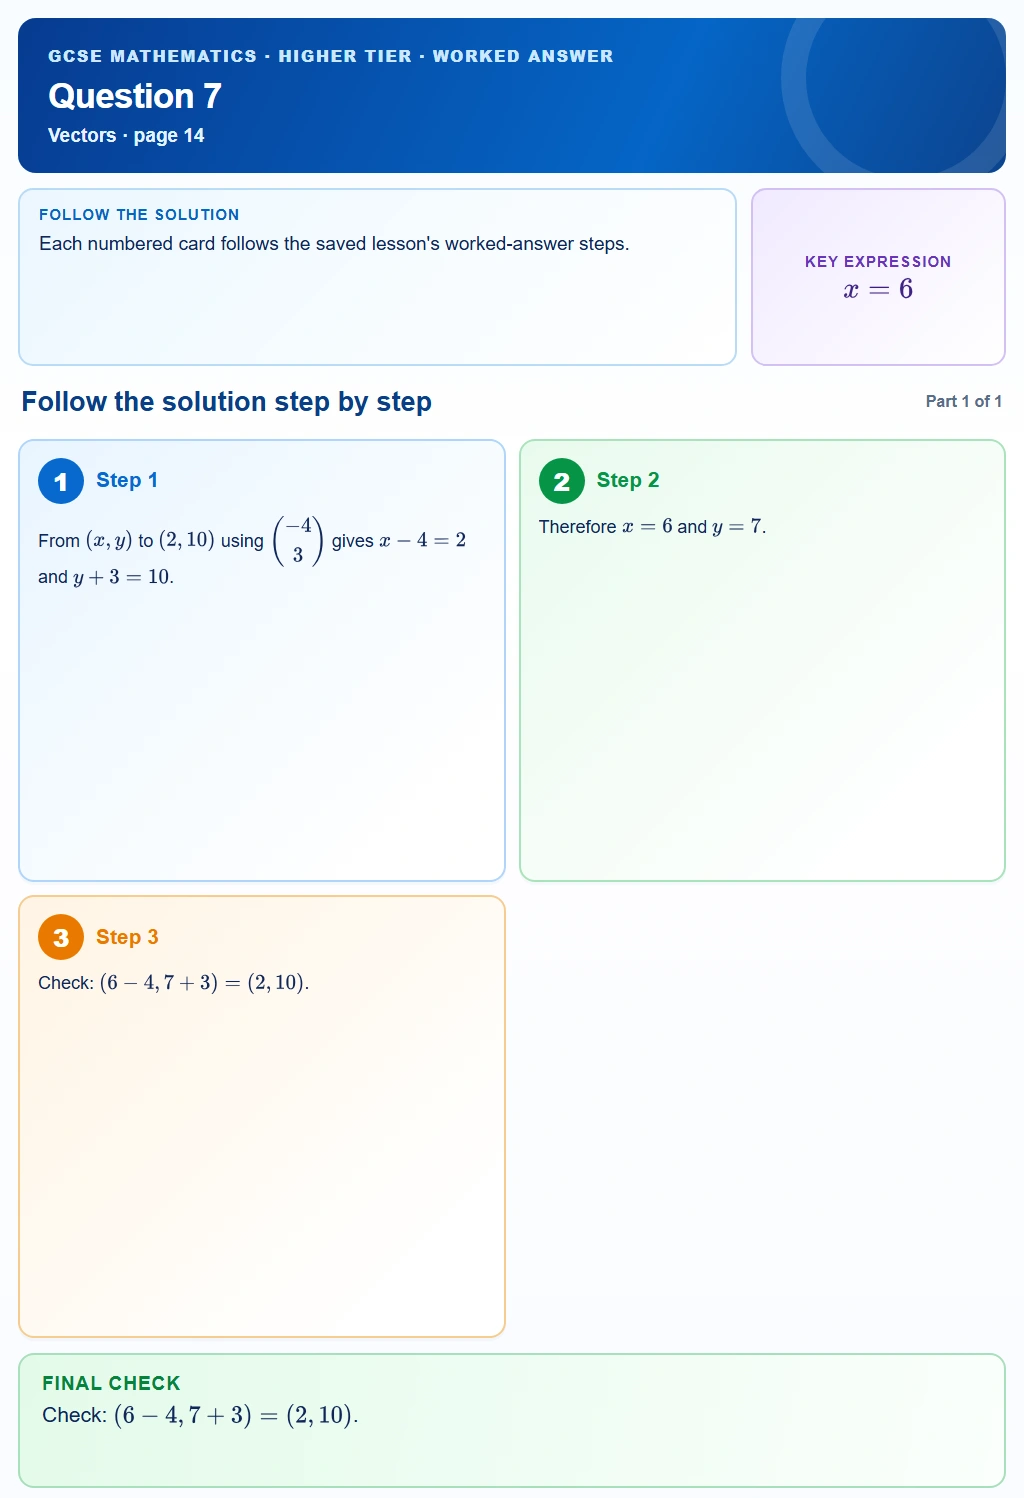 GCSE MATHEMATICS · HIGHER TIER · WORKED ANSWER
Question 7
Vectors · page 14
FOLLOW THE SOLUTION
Each numbered card follows the saved lesson's worked-answer steps.
KEY EXPRESSION
x = 6
Follow the solution step by step
Part 1 of 1
1 Step 1
From (x, y) to (2, 10) using (−4 3) gives x − 4 = 2
and y + 3 = 10.
2 Step 2
Therefore x = 6 and y = 7.
3 Step 3
Check: (6 − 4, 7 + 3) = (2, 10).
FINAL CHECK
Check: (6 − 4, 7 + 3) = (2, 10).